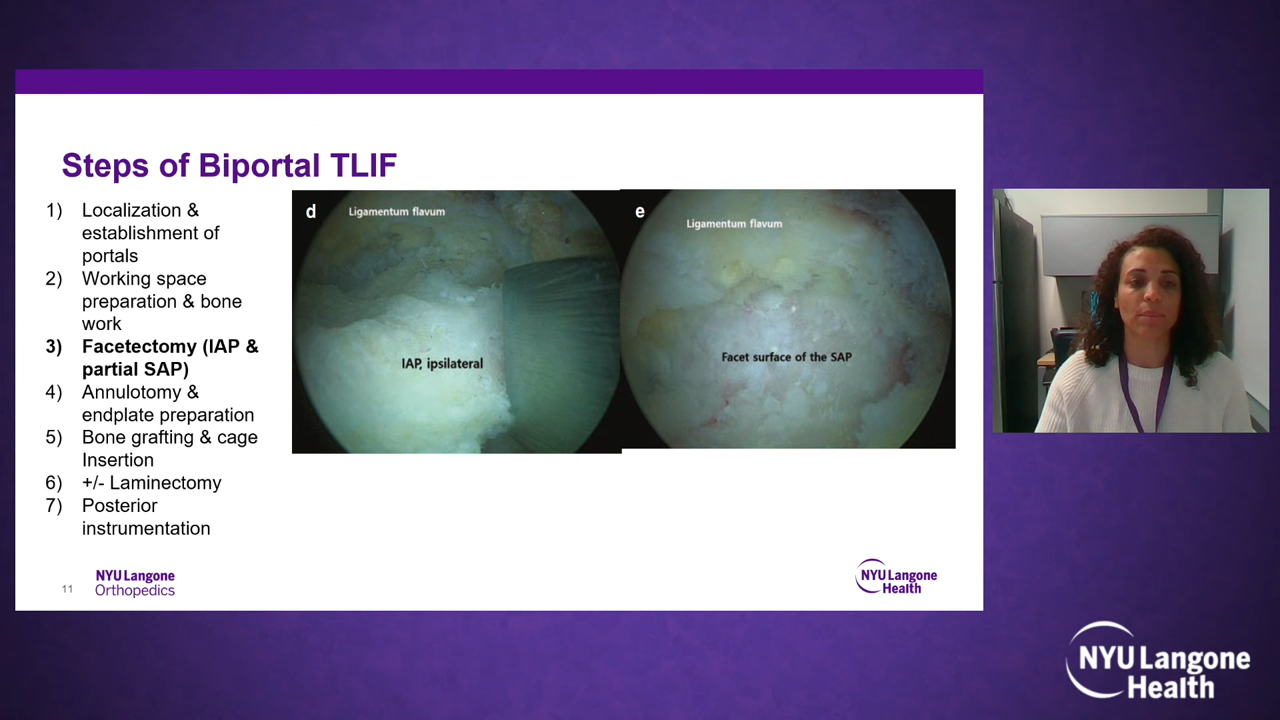 Steps of Biportal TLIF
1) Localization &
establishment of
portals
2) Working space
preparation & bone
work
3) Facetectomy (IAP &
partial SAP)
4) Annulotomy &
endplate preparation
5) Bone grafting & cage
Insertion
6) +/- Laminectomy
7) Posterior
instrumentation
d
Ligamentum flavum
IAP, ipsilateral
e
Ligamentum flavum
Facet surface of the SAP
11
NYU Langone
Orthopedics
NYU Langone
Health
NYU Langone
Health